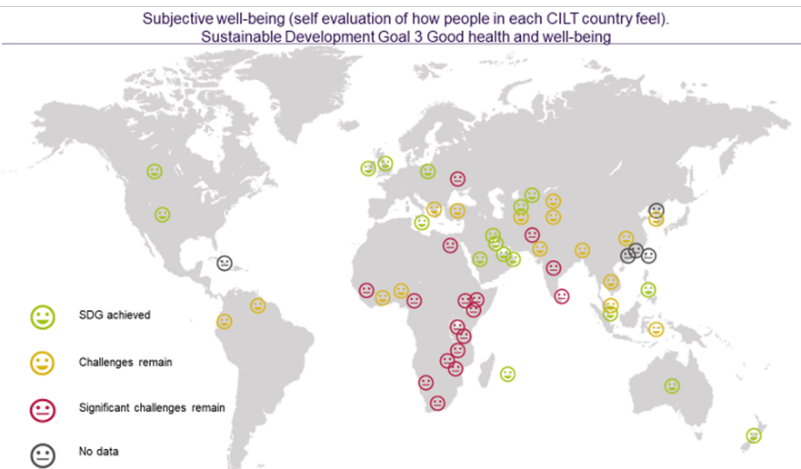 Subjective well-being (self evaluation of how people in each CILT country feel).
Sustainable Development Goal 3 Good health and well-being
SDG achieved
Challenges remain
Significant challenges remain
No data